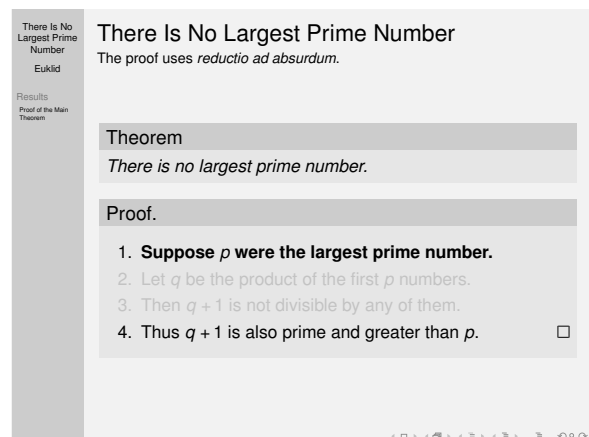 There Is No
Largest Prime
Number
Euklid
Results
Proof of the Main
Theorem
There Is No Largest Prime Number
The proof uses reductio ad absurdum.
Theorem
There is no largest prime number.
Proof.
1. Suppose p were the largest prime number.
2. Let q be the product of the first p numbers.
3. Then q + 1 is not divisible by any of them.
4. Thus q + 1 is also prime and greater than p. □